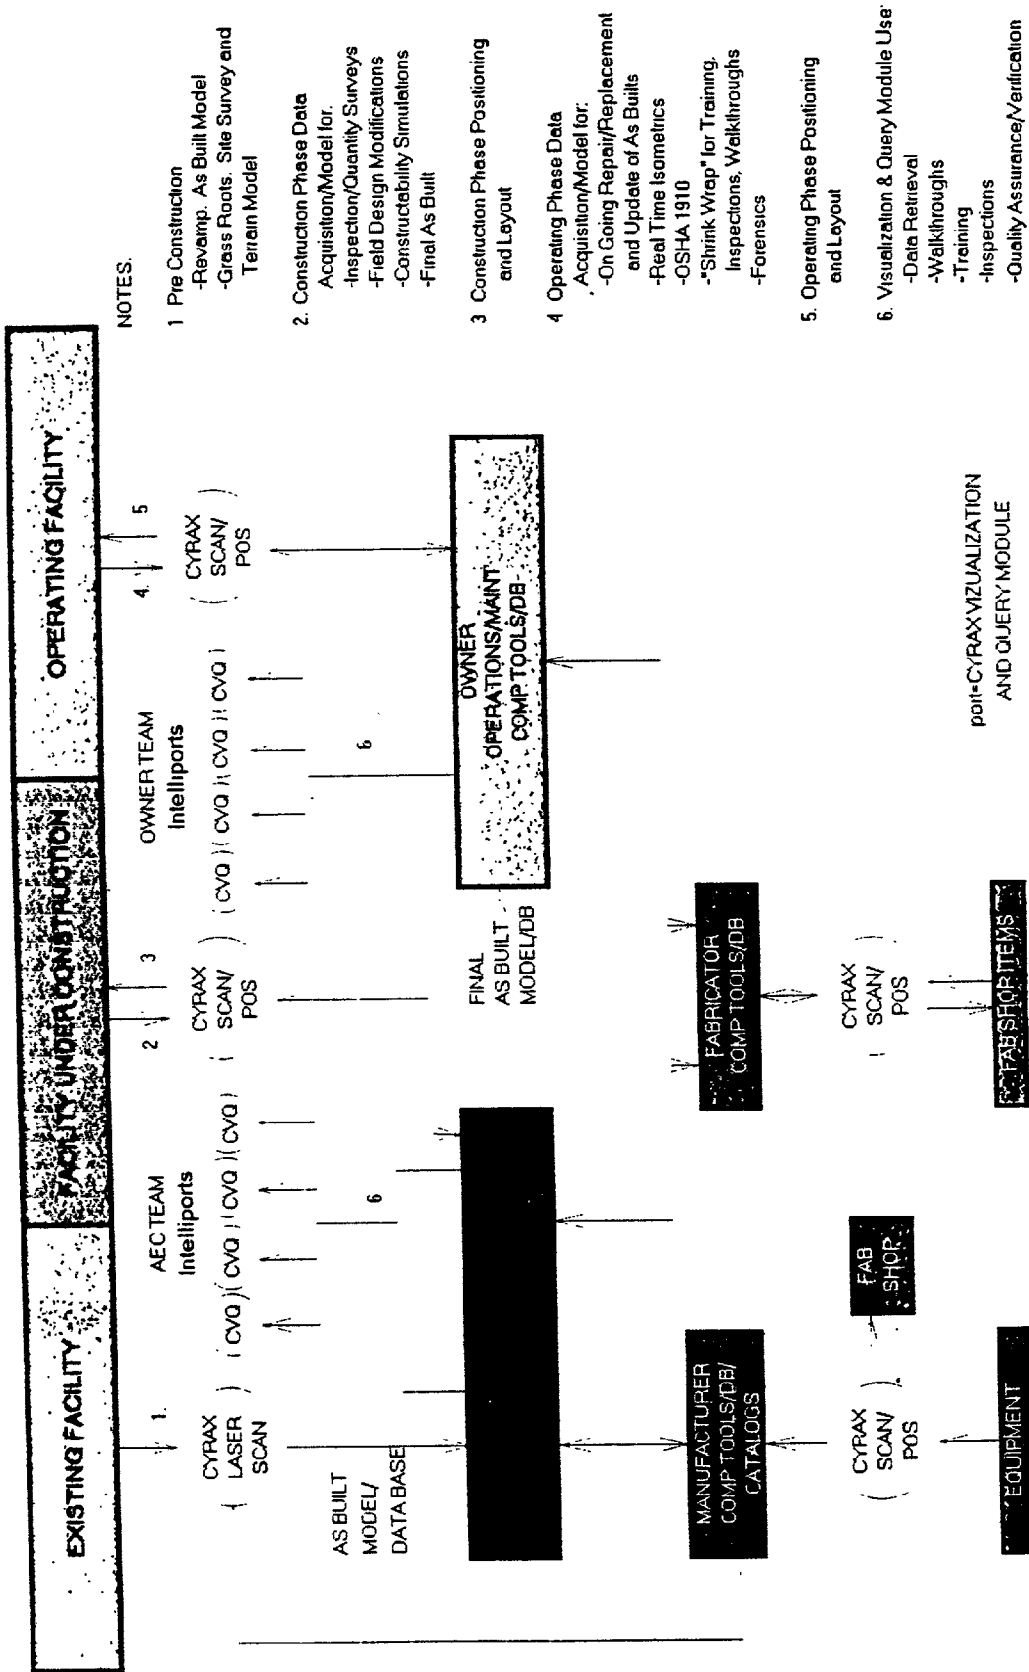 EXISTING FACILITY
FACILITY UNDER CONSTRUCTION
OPERATING FACILITY
1.
CYRAX
LASER
SCAN
AEC TEAM
Intelliports
(CVQ)(CVQ)(CVQ)(CVQ)
2
3
CYRAX
SCAN/
POS
OWNER TEAM
Intelliports
(CVQ)(CVQ)(CVQ)(CVQ)
4.
5
CYRAX
SCAN/
POS
AS BUILT
MODEL/
DATA BASE
6
6
FINAL
AS BUILT
MODEL/DB
OWNER
OPERATIONS/MAINT
COMP TOOLS/DB
MANUFACTURER
COMP TOOLS/DB/
CATALOGS
FABRICATOR
COMP TOOLS/DB
CYRAX
SCAN/
POS
FAB
SHOP
CYRAX
SCAN/
POS
EQUIPMENT
FAB SHOP ITEMS
port=CYRAX VIZUALIZATION
AND QUERY MODULE
NOTES.
1 Pre Construction
-Revamp. As Built Model
-Grass Roots. Site Survey and
Terrain Model
2. Construction Phase Data
Acquisition/Model for.
-Inspection/Quantity Surveys
-Field Design Modifications
-Constructability Simulations
-Final As Built
3 Construction Phase Positioning
and Layout
4 Operating Phase Data
Acquisition/Model for:
-On Going Repair/Replacement
and Update of As Builts
-Real Time Isometrics
-OSHA 1910
-"Shrink Wrap" for Training,
Inspections, Walkthroughs
-Forensics
5. Operating Phase Positioning
and Layout
6. Visualization & Query Module Use
-Data Retrieval
-Walkthroughs
-Training
-Inspections
-Quality Assurance/Verification